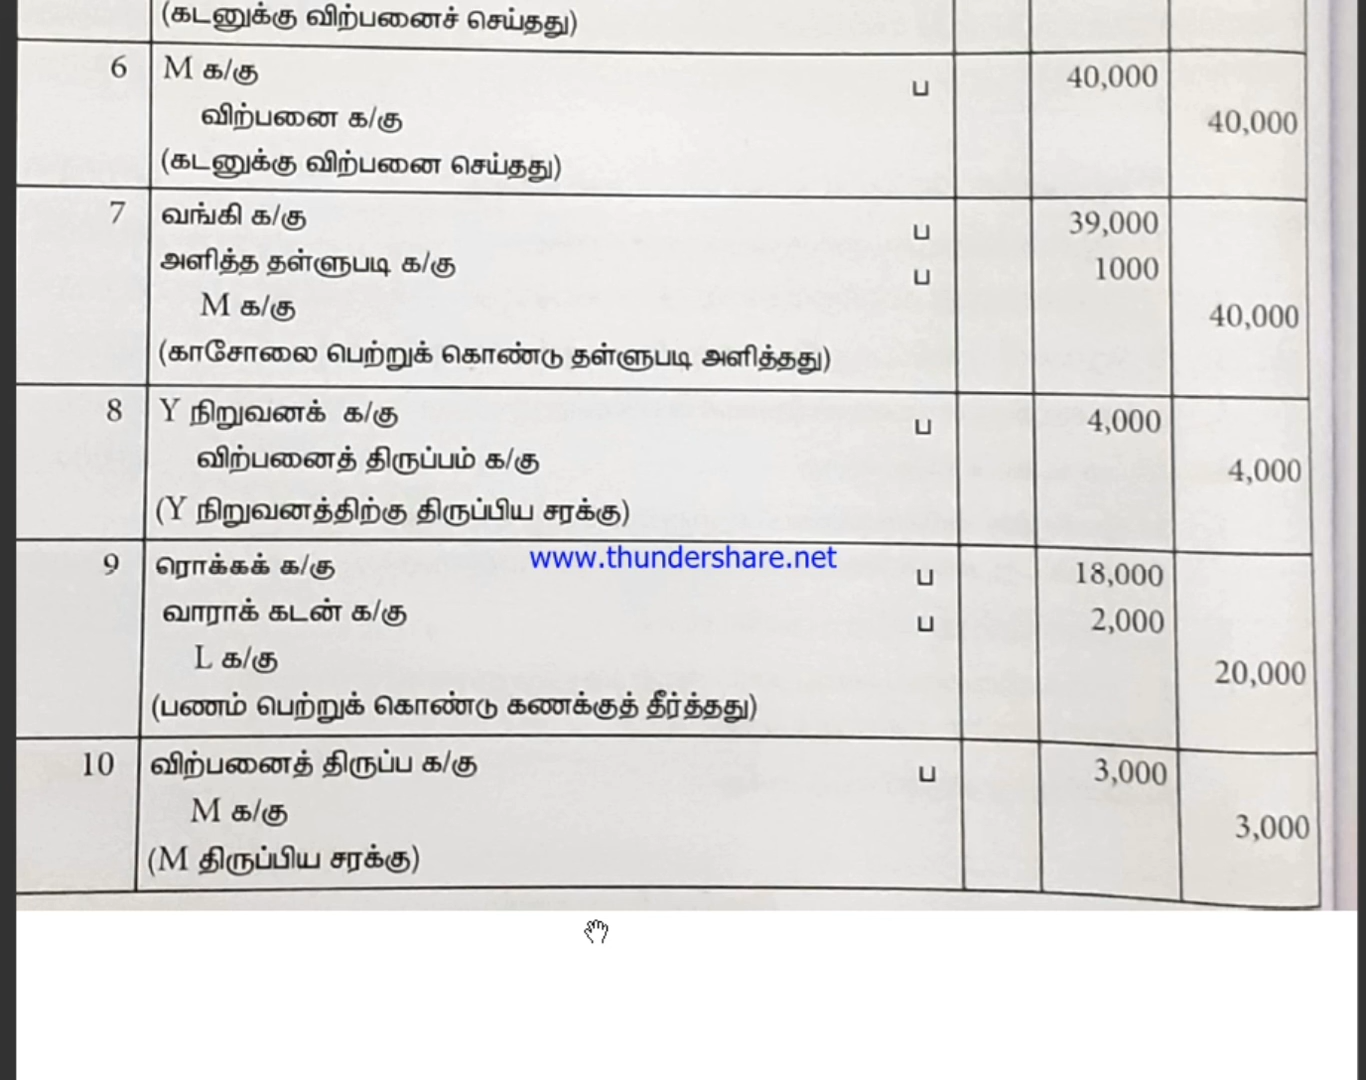 (கடனுக்கு விற்பனைச் செய்தது)
6 M க/கு ப 40,000
விற்பனை க/கு 40,000
(கடனுக்கு விற்பனை செய்தது)
7 வங்கி க/கு ப 39,000
அளித்த தள்ளுபடி க/கு ப 1000
M க/கு 40,000
(காசோலை பெற்றுக் கொண்டு தள்ளுபடி அளித்தது)
8 Y நிறுவனக் க/கு ப 4,000
விற்பனைத் திருப்பம் க/கு 4,000
(Y நிறுவனத்திற்கு திருப்பிய சரக்கு)
www.thundershare.net
9 ரொக்கக் க/கு ப 18,000
வாராக் கடன் க/கு ப 2,000
L க/கு 20,000
(பணம் பெற்றுக் கொண்டு கணக்குத் தீர்த்தது)
10 விற்பனைத் திருப்ப க/கு ப 3,000
M க/கு 3,000
(M திருப்பிய சரக்கு)